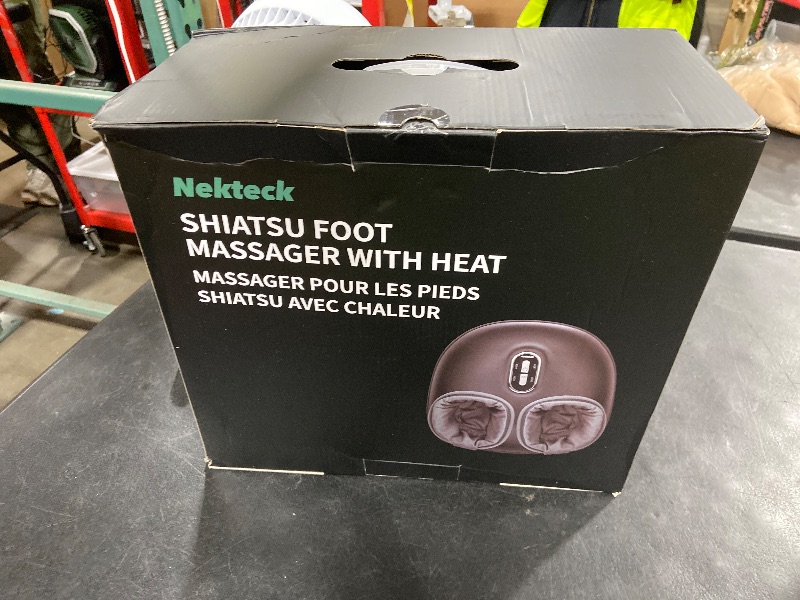 Nekteck
SHIATSU FOOT
MASSAGER WITH HEAT
MASSAGER POUR LES PIEDS
SHIATSU AVEC CHALEUR